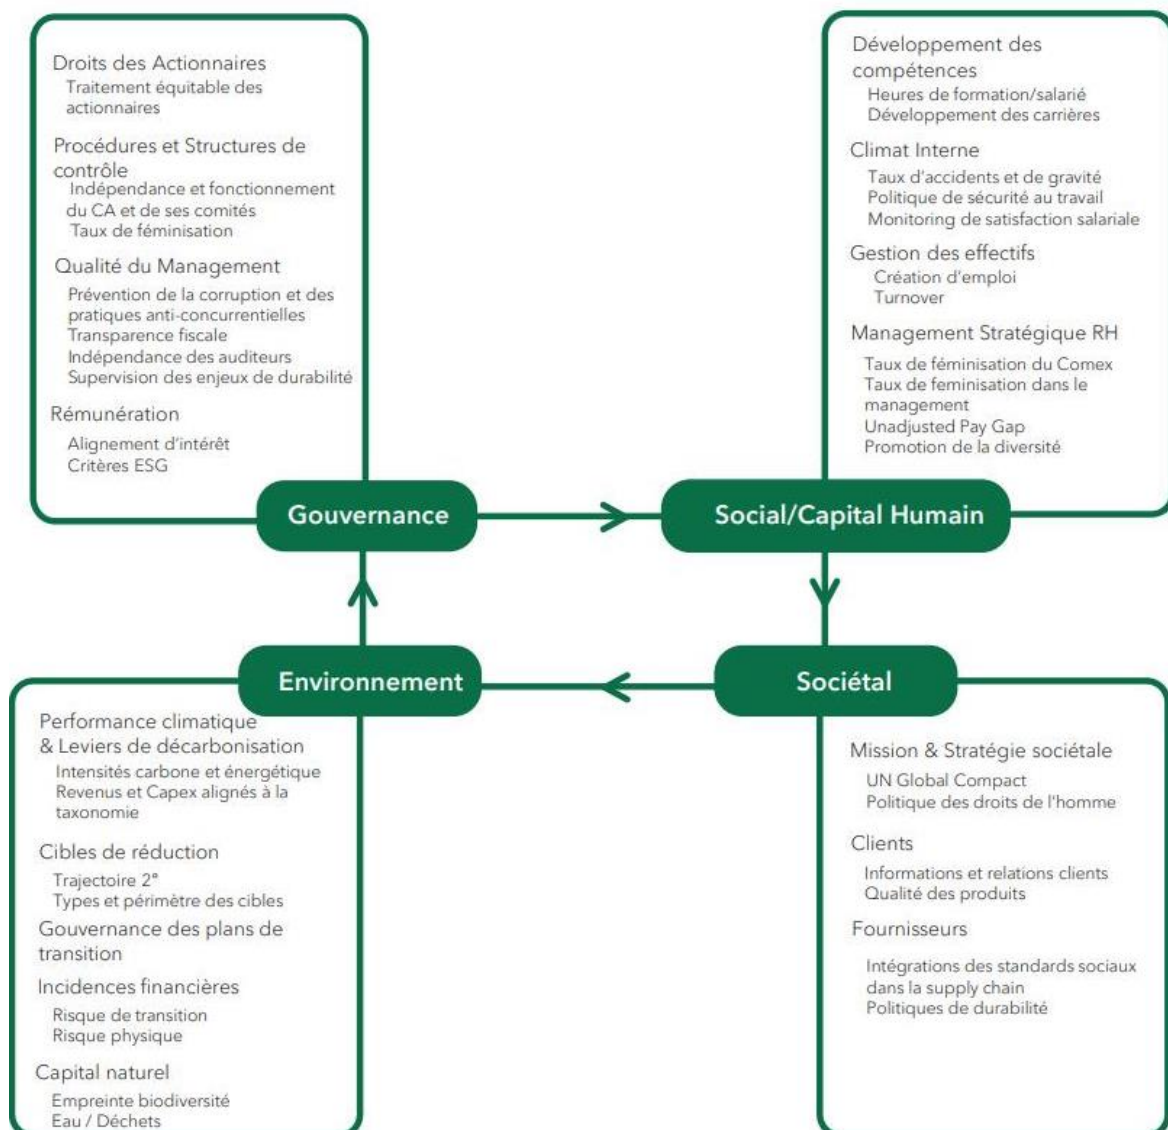 Droits des Actionnaires
Traitement équitable des
actionnaires
Procédures et Structures de
contrôle
Indépendance et fonctionnement
du CA et de ses comités
Taux de féminisation
Qualité du Management
Prévention de la corruption et des
pratiques anti-concurrentielles
Transparence fiscale
Indépendance des auditeurs
Supervision des enjeux de durabilité
Rémunération
Alignement d'intérêt
Critères ESG
Gouvernance
Développement des
compétences
Heures de formation/salarié
Développement des carrières
Climat Interne
Taux d'accidents et de gravité
Politique de sécurité au travail
Monitoring de satisfaction salariale
Gestion des effectifs
Création d'emploi
Turnover
Management Stratégique RH
Taux de féminisation du Comex
Taux de feminisation dans le
management
Unadjusted Pay Gap
Promotion de la diversité
Social/Capital Humain
Environnement
Performance climatique
& Leviers de décarbonisation
Intensités carbone et énergétique
Revenus et Capex alignés à la
taxonomie
Cibles de réduction
Trajectoire 2°
Types et périmètre des cibles
Gouvernance des plans de
transition
Incidences financières
Risque de transition
Risque physique
Capital naturel
Empreinte biodiversité
Eau / Déchets
Sociétal
Mission & Stratégie sociétale
UN Global Compact
Politique des droits de l'homme
Clients
Informations et relations clients
Qualité des produits
Fournisseurs
Intégrations des standards sociaux
dans la supply chain
Politiques de durabilité